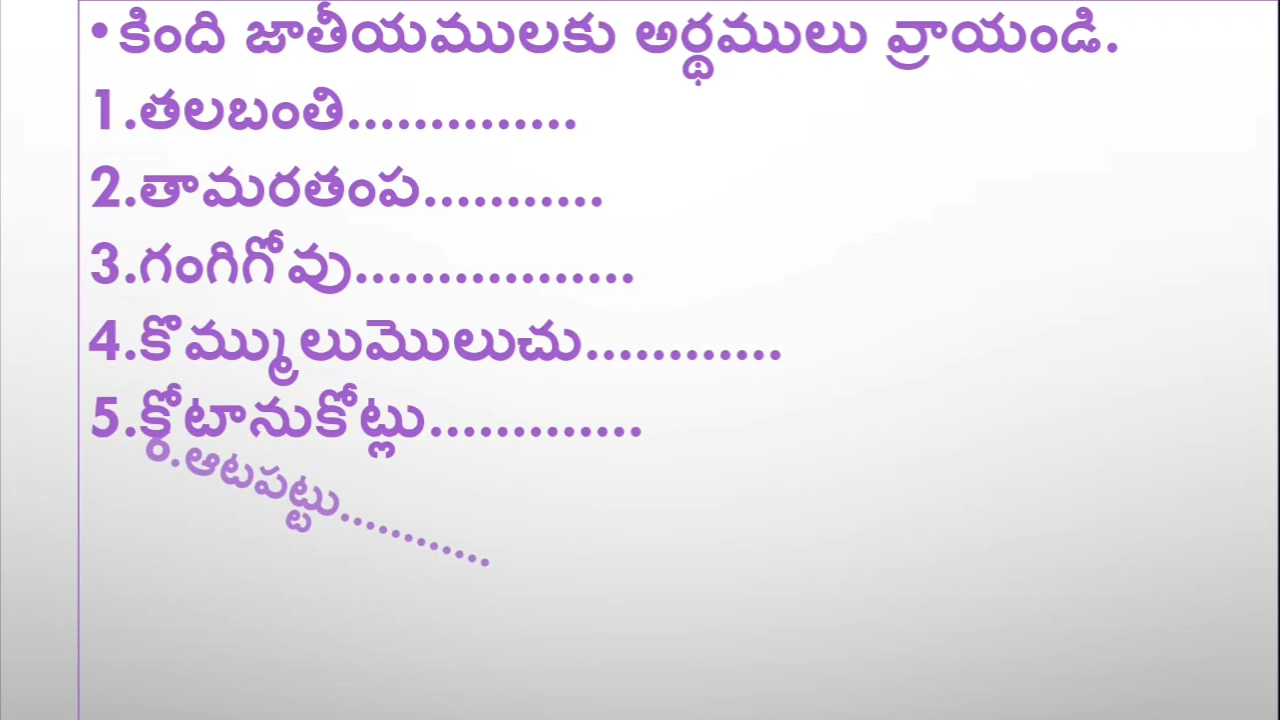 •కింది జాతీయములకు అర్థములు వ్రాయండి.
1.తలబంతి..............
2.తామరతంప...........
3.గంగిగోవు.................
4.కొమ్ములుమొలుచు............
5.కోటానుకోట్లు.............
6.ఆటపట్టు............